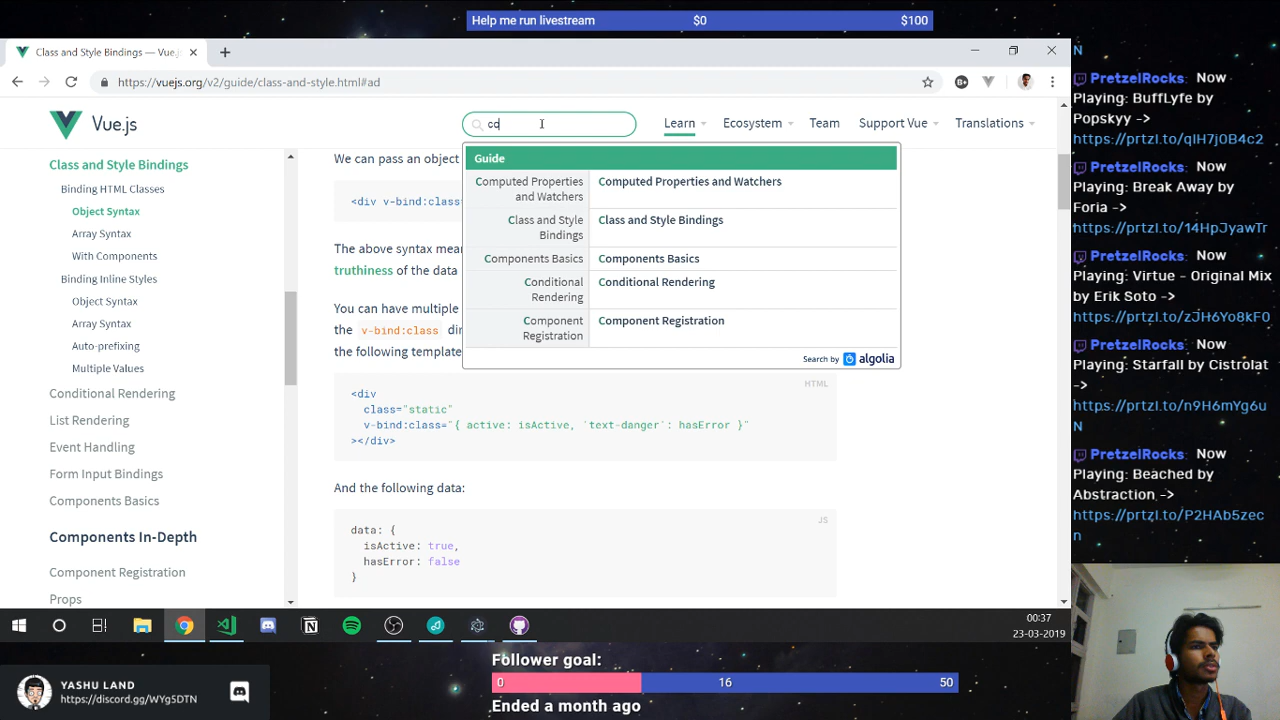 Help me run livestream $0 $100
Class and Style Bindings — Vue.j
https://vuejs.org/v2/guide/class-and-style.html#ad
Vue.js
co
Learn Ecosystem Team Support Vue Translations
Class and Style Bindings
Binding HTML Classes
Object Syntax
Array Syntax
With Components
Binding Inline Styles
Object Syntax
Array Syntax
Auto-prefixing
Multiple Values
Conditional Rendering
List Rendering
Event Handling
Form Input Bindings
Components Basics
Components In-Depth
Component Registration
Props
We can pass an object
<div v-bind:class=
The above syntax mean
truthiness of the data
You can have multiple
the v-bind:class dir
the following template
Guide
Computed Properties and Watchers
Computed Properties
and Watchers
Class and Style Bindings
Class and Style
Bindings
Components Basics Components Basics
Conditional Rendering
Conditional
Rendering
Component Registration
Component
Registration
Search by algolia
HTML
<div
class="static"
v-bind:class="{ active: isActive, `text-danger`: hasError }"
></div>
And the following data:
JS
data: {
isActive: true,
hasError: false
}
N
PretzelRocks: Now
Playing: BuffLyfe by
Popskyy ->
https://prtzl.to/qIH7j0B4c2
PretzelRocks: Now
Playing: Break Away by
Foria ->
https://prtzl.to/14HpJyawTr
PretzelRocks: Now
Playing: Virtue - Original Mix
by Erik Soto ->
https://prtzl.to/zJH6Yo8kF0
PretzelRocks: Now
Playing: Starfall by Cistrolat
->
https://prtzl.to/n9H6mYg6u
N
PretzelRocks: Now
Playing: Beached by
Abstraction ->
https://prtzl.to/P2HAb5zec
n
00:37
23-03-2019
YASHU LAND
https://discord.gg/WYg5DTN
Follower goal:
0 16 50
Ended a month ago